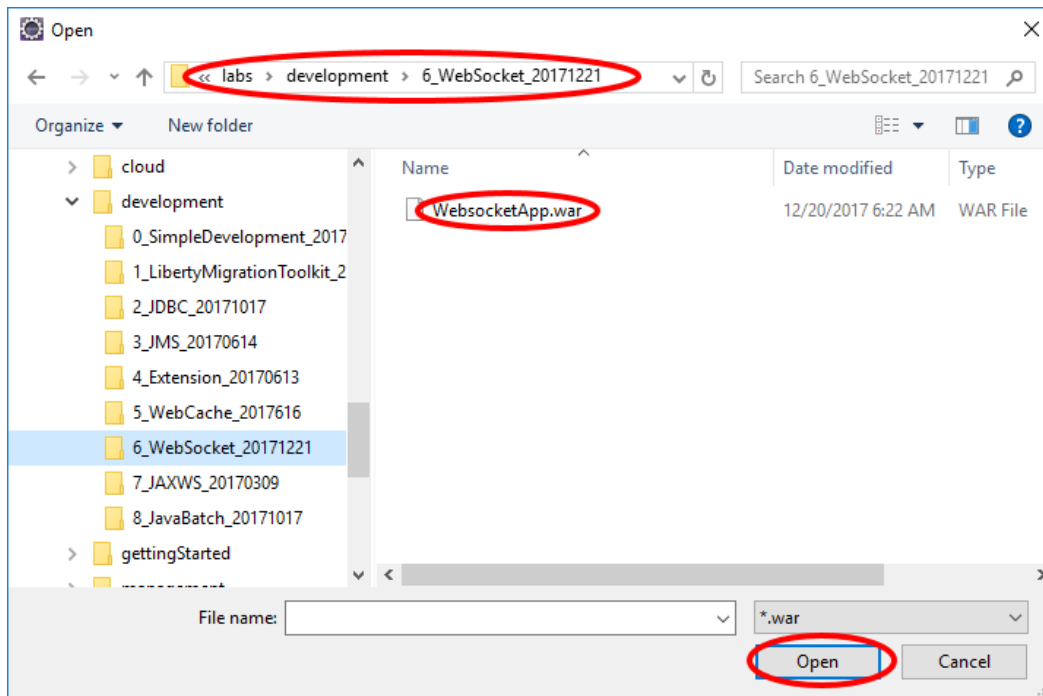 Open
« labs > development > 6_WebSocket_20171221
Search 6_WebSocket_20171221
Organize
New folder
cloud
Name
Date modified
Type
development
WebsocketApp.war
12/20/2017 6:22 AM
WAR File
0_SimpleDevelopment_2017
1_LibertyMigrationToolkit_2
2_JDBC_20171017
3_JMS_20170614
4_Extension_20170613
5_WebCache_2017616
6_WebSocket_20171221
7_JAXWS_20170309
8_JavaBatch_20171017
gettingStarted
File name:
*.war
Open
Cancel